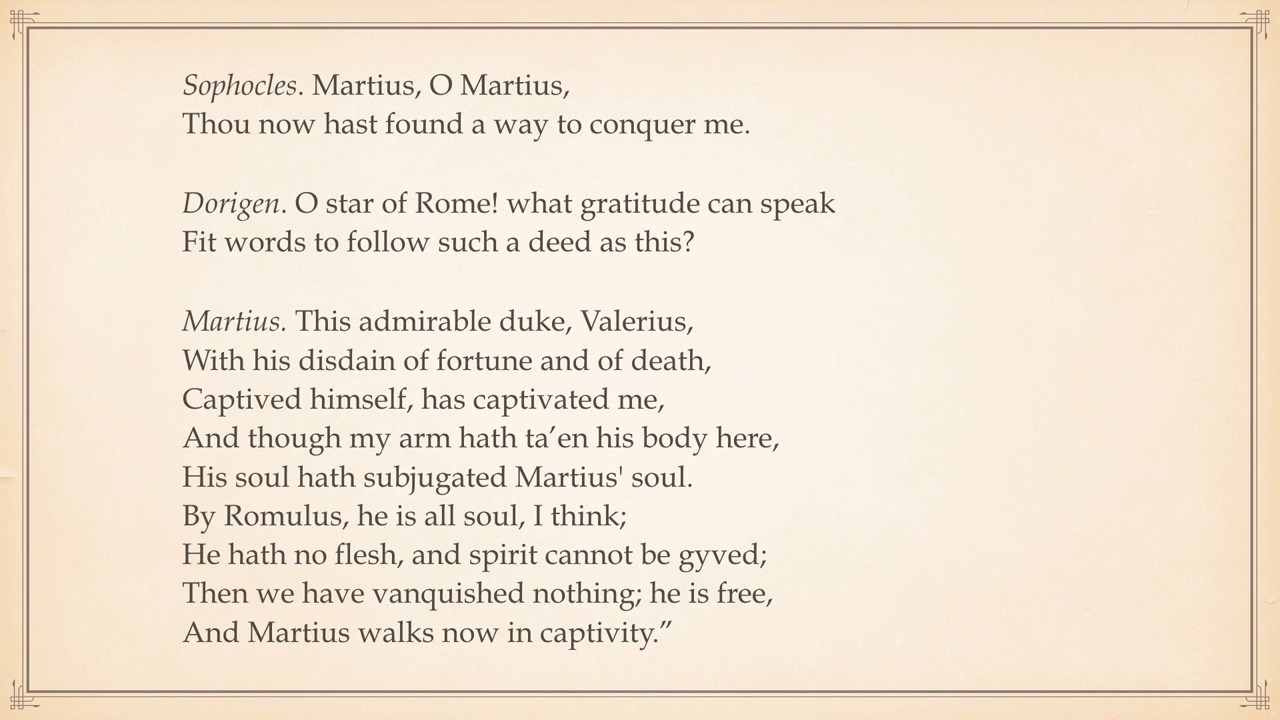 Sophocles. Martius, O Martius,
Thou now hast found a way to conquer me.
Dorigen. O star of Rome! what gratitude can speak
Fit words to follow such a deed as this?
Martius. This admirable duke, Valerius,
With his disdain of fortune and of death,
Captived himself, has captivated me,
And though my arm hath ta’en his body here,
His soul hath subjugated Martius' soul.
By Romulus, he is all soul, I think;
He hath no flesh, and spirit cannot be gyved;
Then we have vanquished nothing; he is free,
And Martius walks now in captivity.”